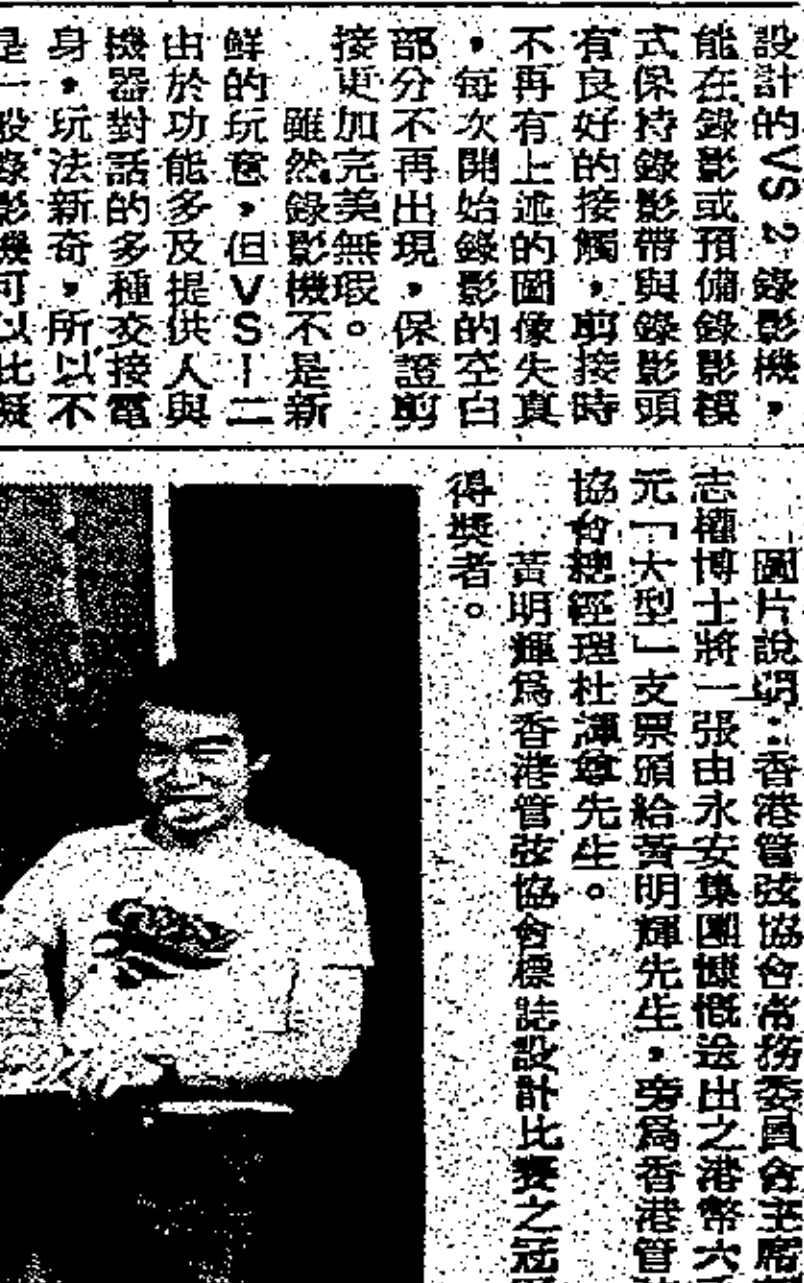 設計的VS 2 錄影機，
能在錄影或預備錄影模
式保持錄影帶與錄影頭
有良好的接觸，剪接時
不再有上述的圖像失真
，每次開始錄影的空白
部分不再出現，保證剪
接更加完美無瑕。
雖然錄影機不是新
鮮的玩意，但VS—二
由於功能多及提供人與
機器對話的多種交接電
身，玩法新奇，所以不
是一般錄影機可以比擬
圖片說明：香港管弦協會常務委員會主席
志權博士將一張由永安集團慷慨送出之港幣六
元「大型」支票頒給黃明輝先生，旁爲香港管
協會總經理杜先生。
黃明輝爲香港管弦協會標誌設計比賽之冠
得獎者。